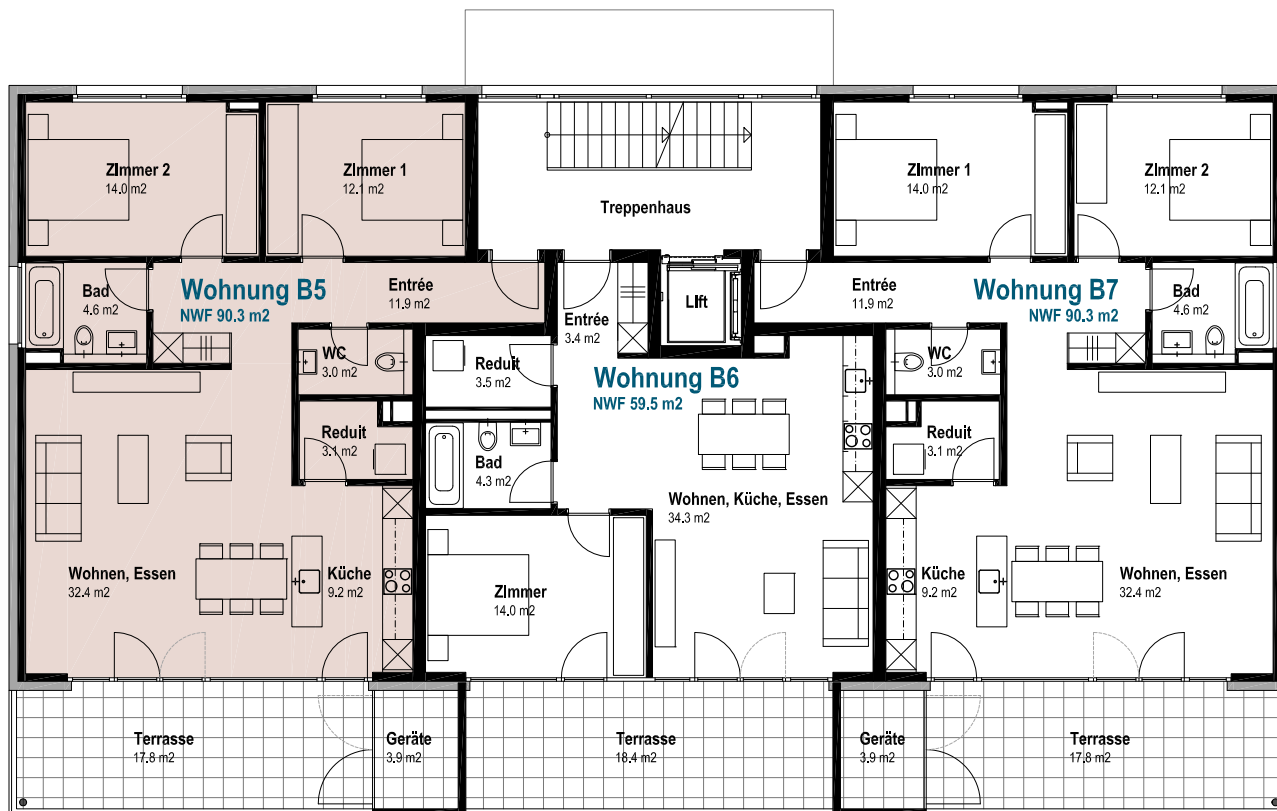 Zimmer 2
14.0 m2
Zimmer 1
12.1 m2
Treppenhaus
Zimmer 1
14.0 m2
Zimmer 2
12.1 m2
Bad
4.6 m2
Wohnung B5
NWF 90.3 m2
Entrée
11.9 m2
Entrée
3.4 m2
Lift
Entrée
11.9 m2
Wohnung B7
NWF 90.3 m2
Bad
4.6 m2
WC
3.0 m2
Reduit
3.5 m2
Wohnung B6
NWF 59.5 m2
WC
3.0 m2
Reduit
3.1 m2
Bad
4.3 m2
Wohnen, Küche, Essen
34.3 m2
Reduit
3.1 m2
Wohnen, Essen
32.4 m2
Küche
9.2 m2
Zimmer
14.0 m2
Küche
9.2 m2
Wohnen, Essen
32.4 m2
Terrasse
17.8 m2
Geräte
3.9 m2
Terrasse
18.4 m2
Geräte
3.9 m2
Terrasse
17.8 m2